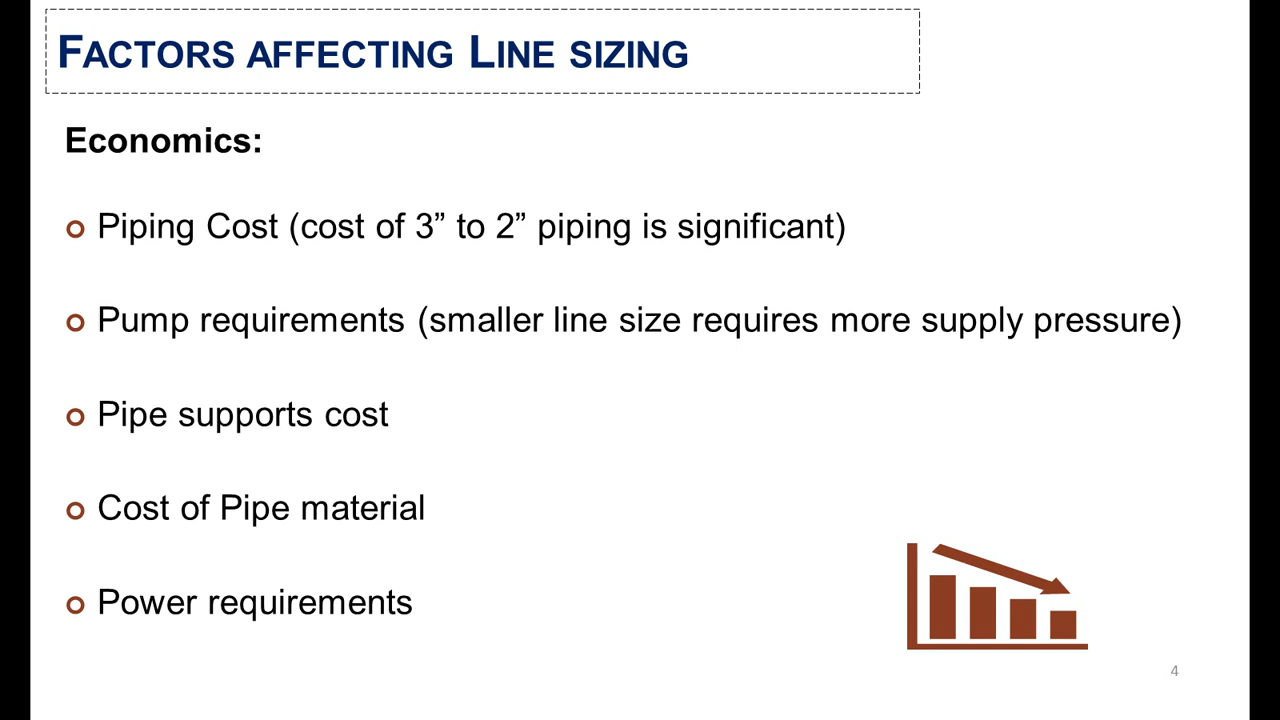 Factors affecting Line sizing
Economics:
Piping Cost (cost of 3” to 2” piping is significant)
Pump requirements (smaller line size requires more supply pressure)
Pipe supports cost
Cost of Pipe material
Power requirements
4